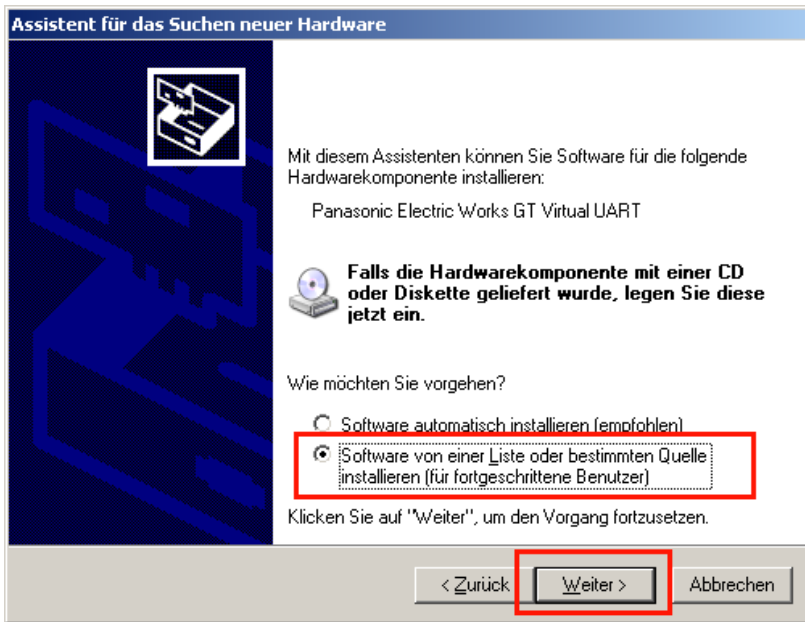 Assistent für das Suchen neuer Hardware
Mit diesem Assistenten können Sie Software für die folgende
Hardwarekomponente installieren:
Panasonic Electric Works GT Virtual UART
Falls die Hardwarekomponente mit einer CD
oder Diskette geliefert wurde, legen Sie diese
jetzt ein.
Wie möchten Sie vorgehen?
Software automatisch installieren (empfohlen)
Software von einer Liste oder bestimmten Quelle
installieren (für fortgeschrittene Benutzer)
Klicken Sie auf "Weiter", um den Vorgang fortzusetzen.
< Zurück Weiter > Abbrechen